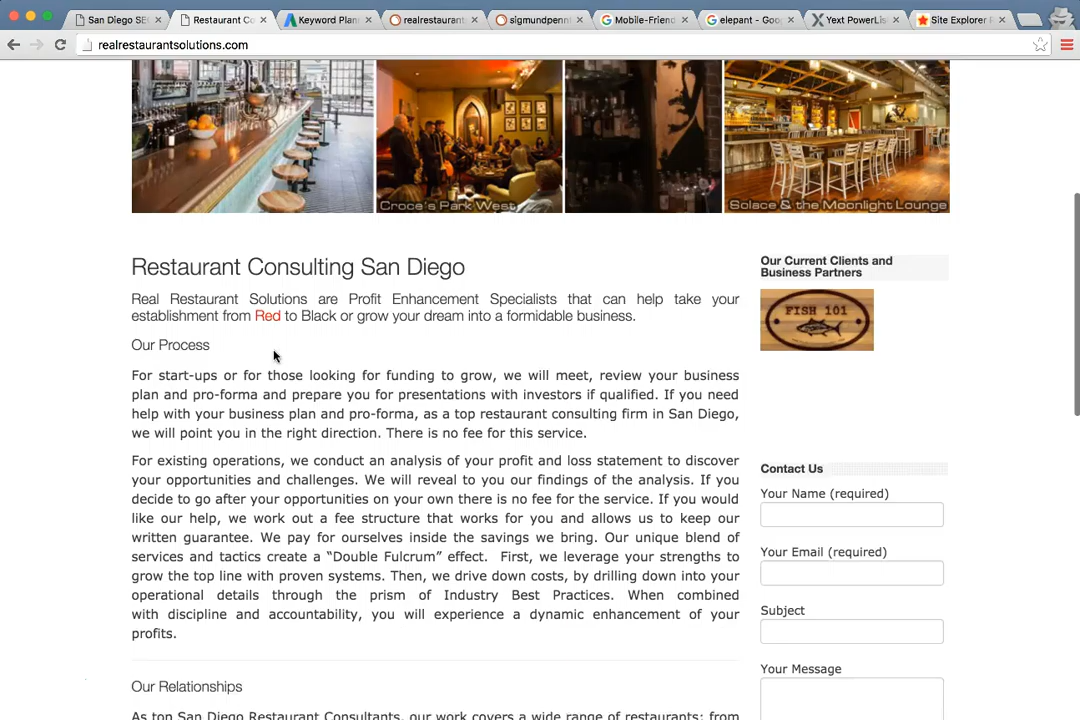 San Diego SE
Restaurant Co
Keyword Plan
realrestaurant
sigmundpenn
Mobile-Friend
elepant - Goo
Yext PowerLis
Site Explorer
realrestaurantsolutions.com
Croce's Park West
Solace & the Moonlight Lounge
Restaurant Consulting San Diego
Real Restaurant Solutions are Profit Enhancement Specialists that can help take your
establishment from Red to Black or grow your dream into a formidable business.
Our Process
For start-ups or for those looking for funding to grow, we will meet, review your business
plan and pro-forma and prepare you for presentations with investors if qualified. If you need
help with your business plan and pro-forma, as a top restaurant consulting firm in San Diego,
we will point you in the right direction. There is no fee for this service.
For existing operations, we conduct an analysis of your profit and loss statement to discover
your opportunities and challenges. We will reveal to you our findings of the analysis. If you
decide to go after your opportunities on your own there is no fee for the service. If you would
like our help, we work out a fee structure that works for you and allows us to keep our
written guarantee. We pay for ourselves inside the savings we bring. Our unique blend of
services and tactics create a “Double Fulcrum” effect. First, we leverage your strengths to
grow the top line with proven systems. Then, we drive down costs, by drilling down into your
operational details through the prism of Industry Best Practices. When combined
with discipline and accountability, you will experience a dynamic enhancement of your
profits.
Our Relationships
As top San Diego Restaurant Consultants, our work covers a wide range of restaurants: from
Our Current Clients and
Business Partners
FISH 101
Contact Us
Your Name (required)
Your Email (required)
Subject
Your Message